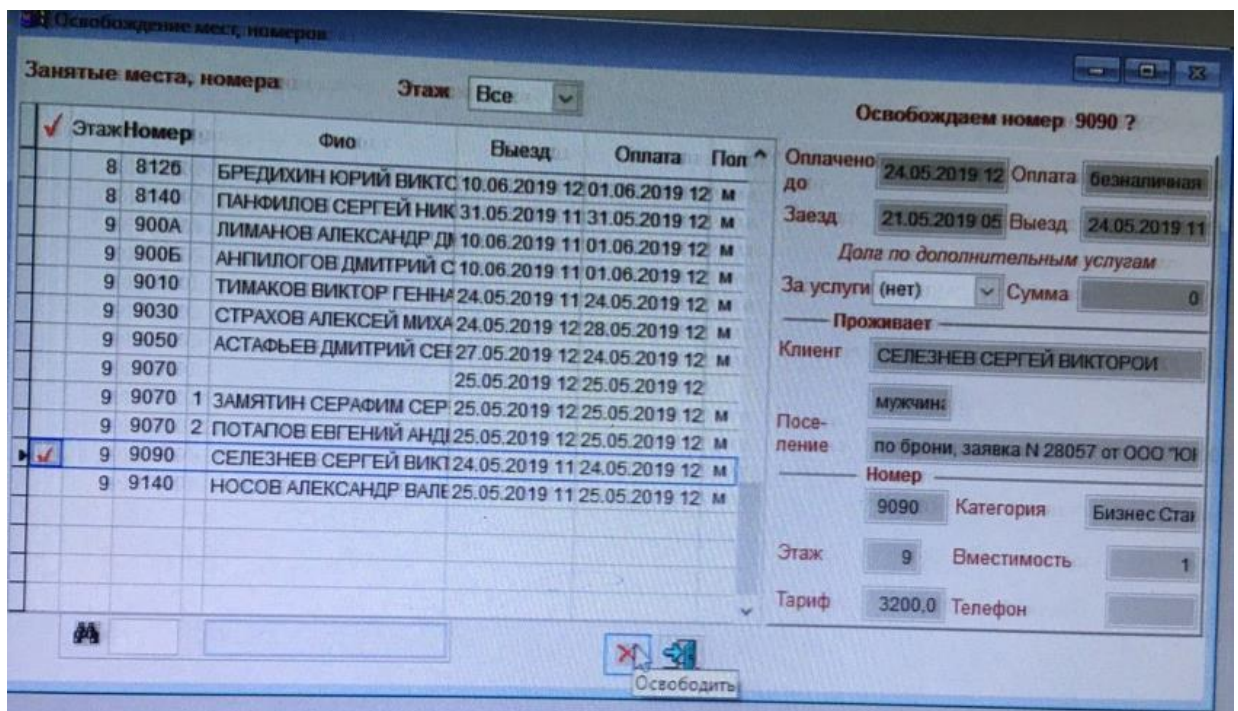 Освобождение мест, номеров
Занятые места, номера Этаж Все
Освобождаем номер 9090 ?
Этаж Номер Фио Выезд Оплата Пол
8 8126 БРЕДИХИН ЮРИЙ ВИКТО 10.06.2019 12 01.06.2019 12 м
8 8140 ПАНФИЛОВ СЕРГЕЙ НИК 31.05.2019 11 31.05.2019 12 м
9 900А ЛИМАНОВ АЛЕКСАНДР ДМ 10.06.2019 11 01.06.2019 12 м
9 900Б АНПИЛОГОВ ДМИТРИЙ С 10.06.2019 11 01.06.2019 12 м
9 9010 ТИМАКОВ ВИКТОР ГЕННА 24.05.2019 11 24.05.2019 12 м
9 9030 СТРАХОВ АЛЕКСЕЙ МИХА 24.05.2019 12 28.05.2019 12 м
9 9050 АСТАФЬЕВ ДМИТРИЙ СЕР 27.05.2019 12 24.05.2019 12 м
9 9070 25.05.2019 12 25.05.2019 12
9 9070 1 ЗАМЯТИН СЕРАФИМ СЕР 25.05.2019 12 25.05.2019 12 м
9 9070 2 ПОТАПОВ ЕВГЕНИЙ АНДР 25.05.2019 12 25.05.2019 12 м
9 9090 СЕЛЕЗНЕВ СЕРГЕЙ ВИКТ 24.05.2019 11 24.05.2019 12 м
9 9140 НОСОВ АЛЕКСАНДР ВАЛЕ 25.05.2019 11 25.05.2019 12 м
Оплачено до 24.05.2019 12 Оплата безналичная
Заезд 21.05.2019 05 Выезд 24.05.2019 11
Долг по дополнительным услугам
За услуги (нет) Сумма 0
Проживает
Клиент СЕЛЕЗНЕВ СЕРГЕЙ ВИКТОРОИ
мужчина
Посе-
ление по брони, заявка N 28057 от ООО "ЮН
Номер
9090 Категория Бизнес Стан
Этаж 9 Вместимость 1
Тариф 3200,0 Телефон
Освободить